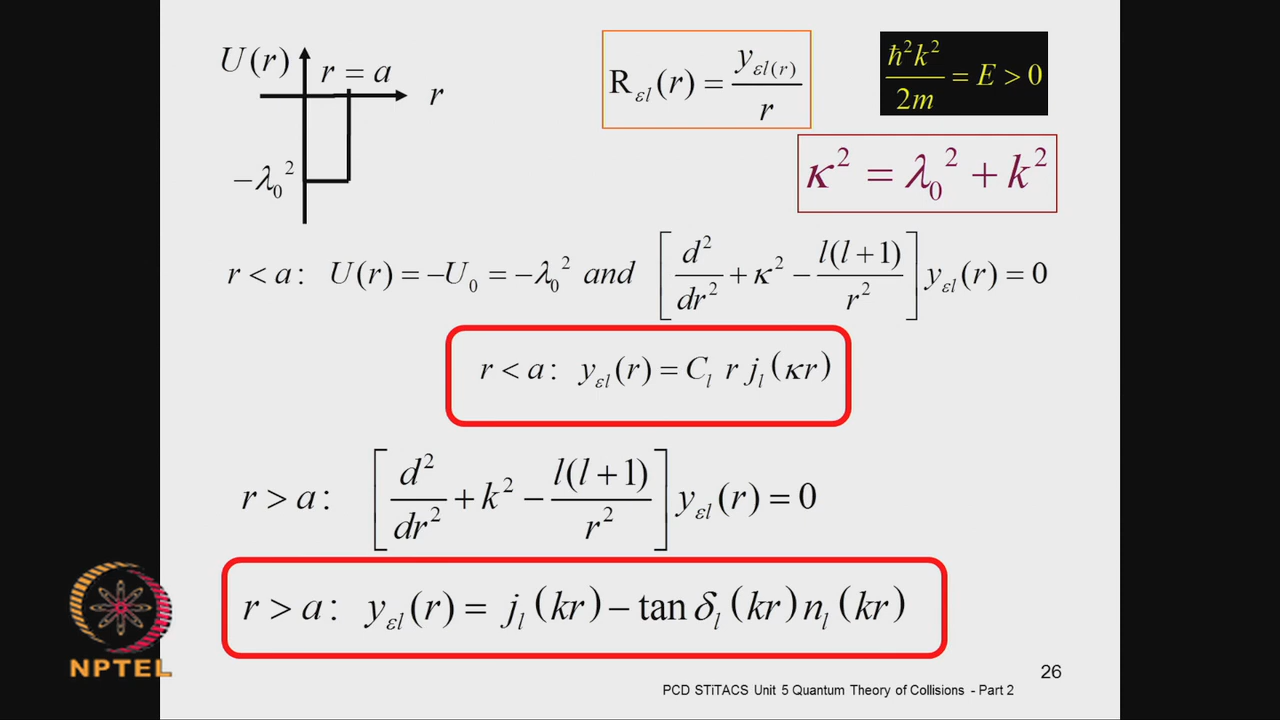 U(r)
r = a
r
−λ₀²
R_εl(r) = y_εl(r) / r
ħ²k² / 2m = E > 0
κ² = λ₀² + k²
r < a : U(r) = −U₀ = −λ₀² and [d²/dr² + κ² − l(l+1)/r²] y_εl(r) = 0
r < a : y_εl(r) = C_l r j_l(κr)
r > a : [d²/dr² + k² − l(l+1)/r²] y_εl(r) = 0
r > a : y_εl(r) = j_l(kr) − tan δ_l(kr) n_l(kr)
NPTEL
26
PCD STiTACS Unit 5 Quantum Theory of Collisions - Part 2